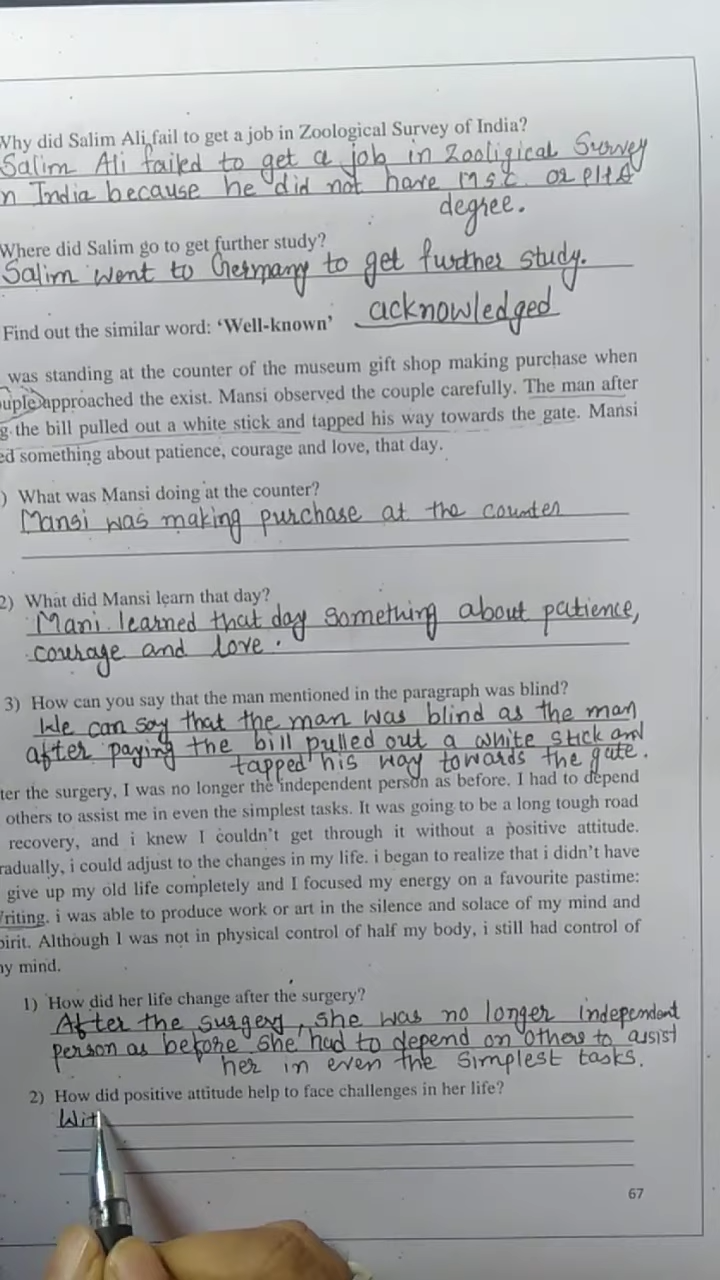 Why did Salim Ali fail to get a job in Zoological Survey of India?
Salim Ali failed to get a job in Zooligical Survey
n India because he did not have M.S.C. or PHD
degree.
Where did Salim go to get further study?
Salim went to Germany to get further study.
Find out the similar word: ‘Well-known’ acknowledged
was standing at the counter of the museum gift shop making purchase when
ouple approached the exist. Mansi observed the couple carefully. The man after
g the bill pulled out a white stick and tapped his way towards the gate. Mansi
ed something about patience, courage and love, that day.
) What was Mansi doing at the counter?
Mansi was making purchase at the counter
2) What did Mansi learn that day?
Mani learned that day something about patience,
courage and love.
3) How can you say that the man mentioned in the paragraph was blind?
We can say that the man was blind as the man
after paying the bill pulled out a white stick and
tapped his way towards the gate.
ter the surgery, I was no longer the independent person as before. I had to depend
others to assist me in even the simplest tasks. It was going to be a long tough road
recovery, and i knew I couldn’t get through it without a positive attitude.
radually, i could adjust to the changes in my life. i began to realize that i didn’t have
give up my old life completely and I focused my energy on a favourite pastime:
Writing. i was able to produce work or art in the silence and solace of my mind and
pirit. Although I was not in physical control of half my body, i still had control of
my mind.
1) How did her life change after the surgery?
After the surgery, she was no longer independent
person as before. She had to depend on others to assist
her in even the simplest tasks.
2) How did positive attitude help to face challenges in her life?
Wit
67